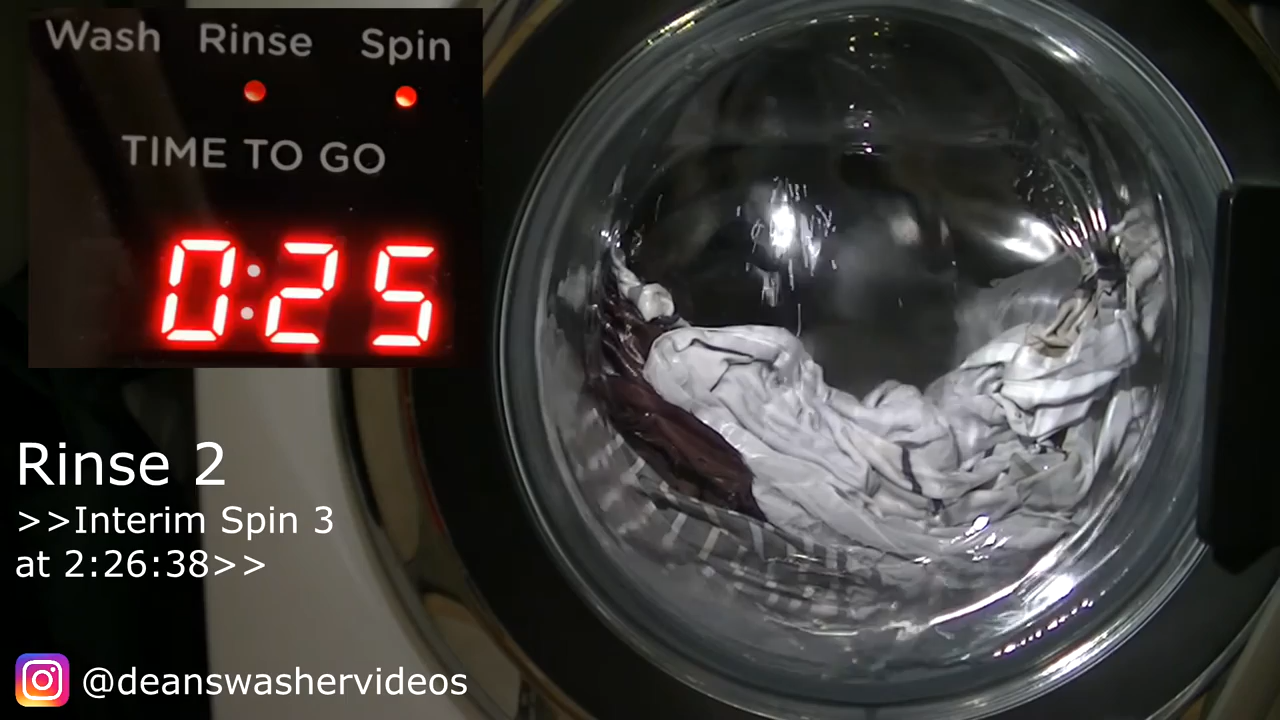 Wash Rinse Spin
TIME TO GO
0:25
Rinse 2
>>Interim Spin 3
at 2:26:38>>
@deanswashervideos